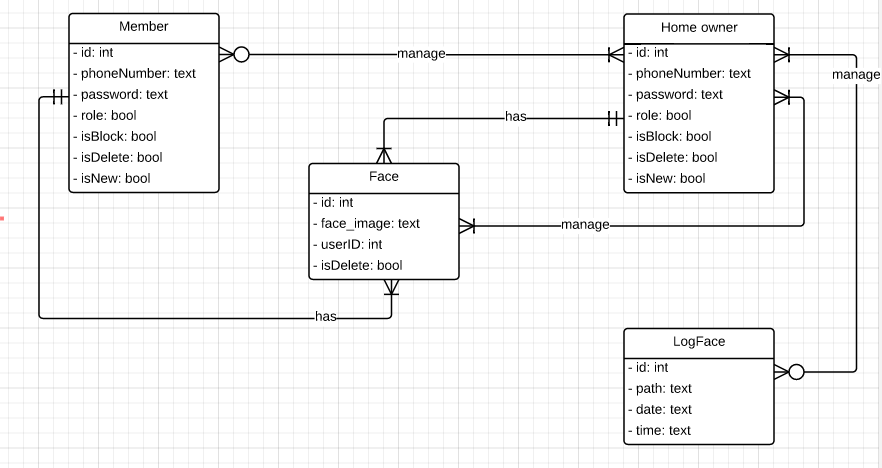 Member
- id: int
- phoneNumber: text
- password: text
- role: bool
- isBlock: bool
- isDelete: bool
- isNew: bool
manage
Home owner
- id: int
- phoneNumber: text
- password: text
- role: bool
- isBlock: bool
- isDelete: bool
- isNew: bool
manage
has
Face
- id: int
- face_image: text
- userID: int
- isDelete: bool
manage
has
LogFace
- id: int
- path: text
- date: text
- time: text